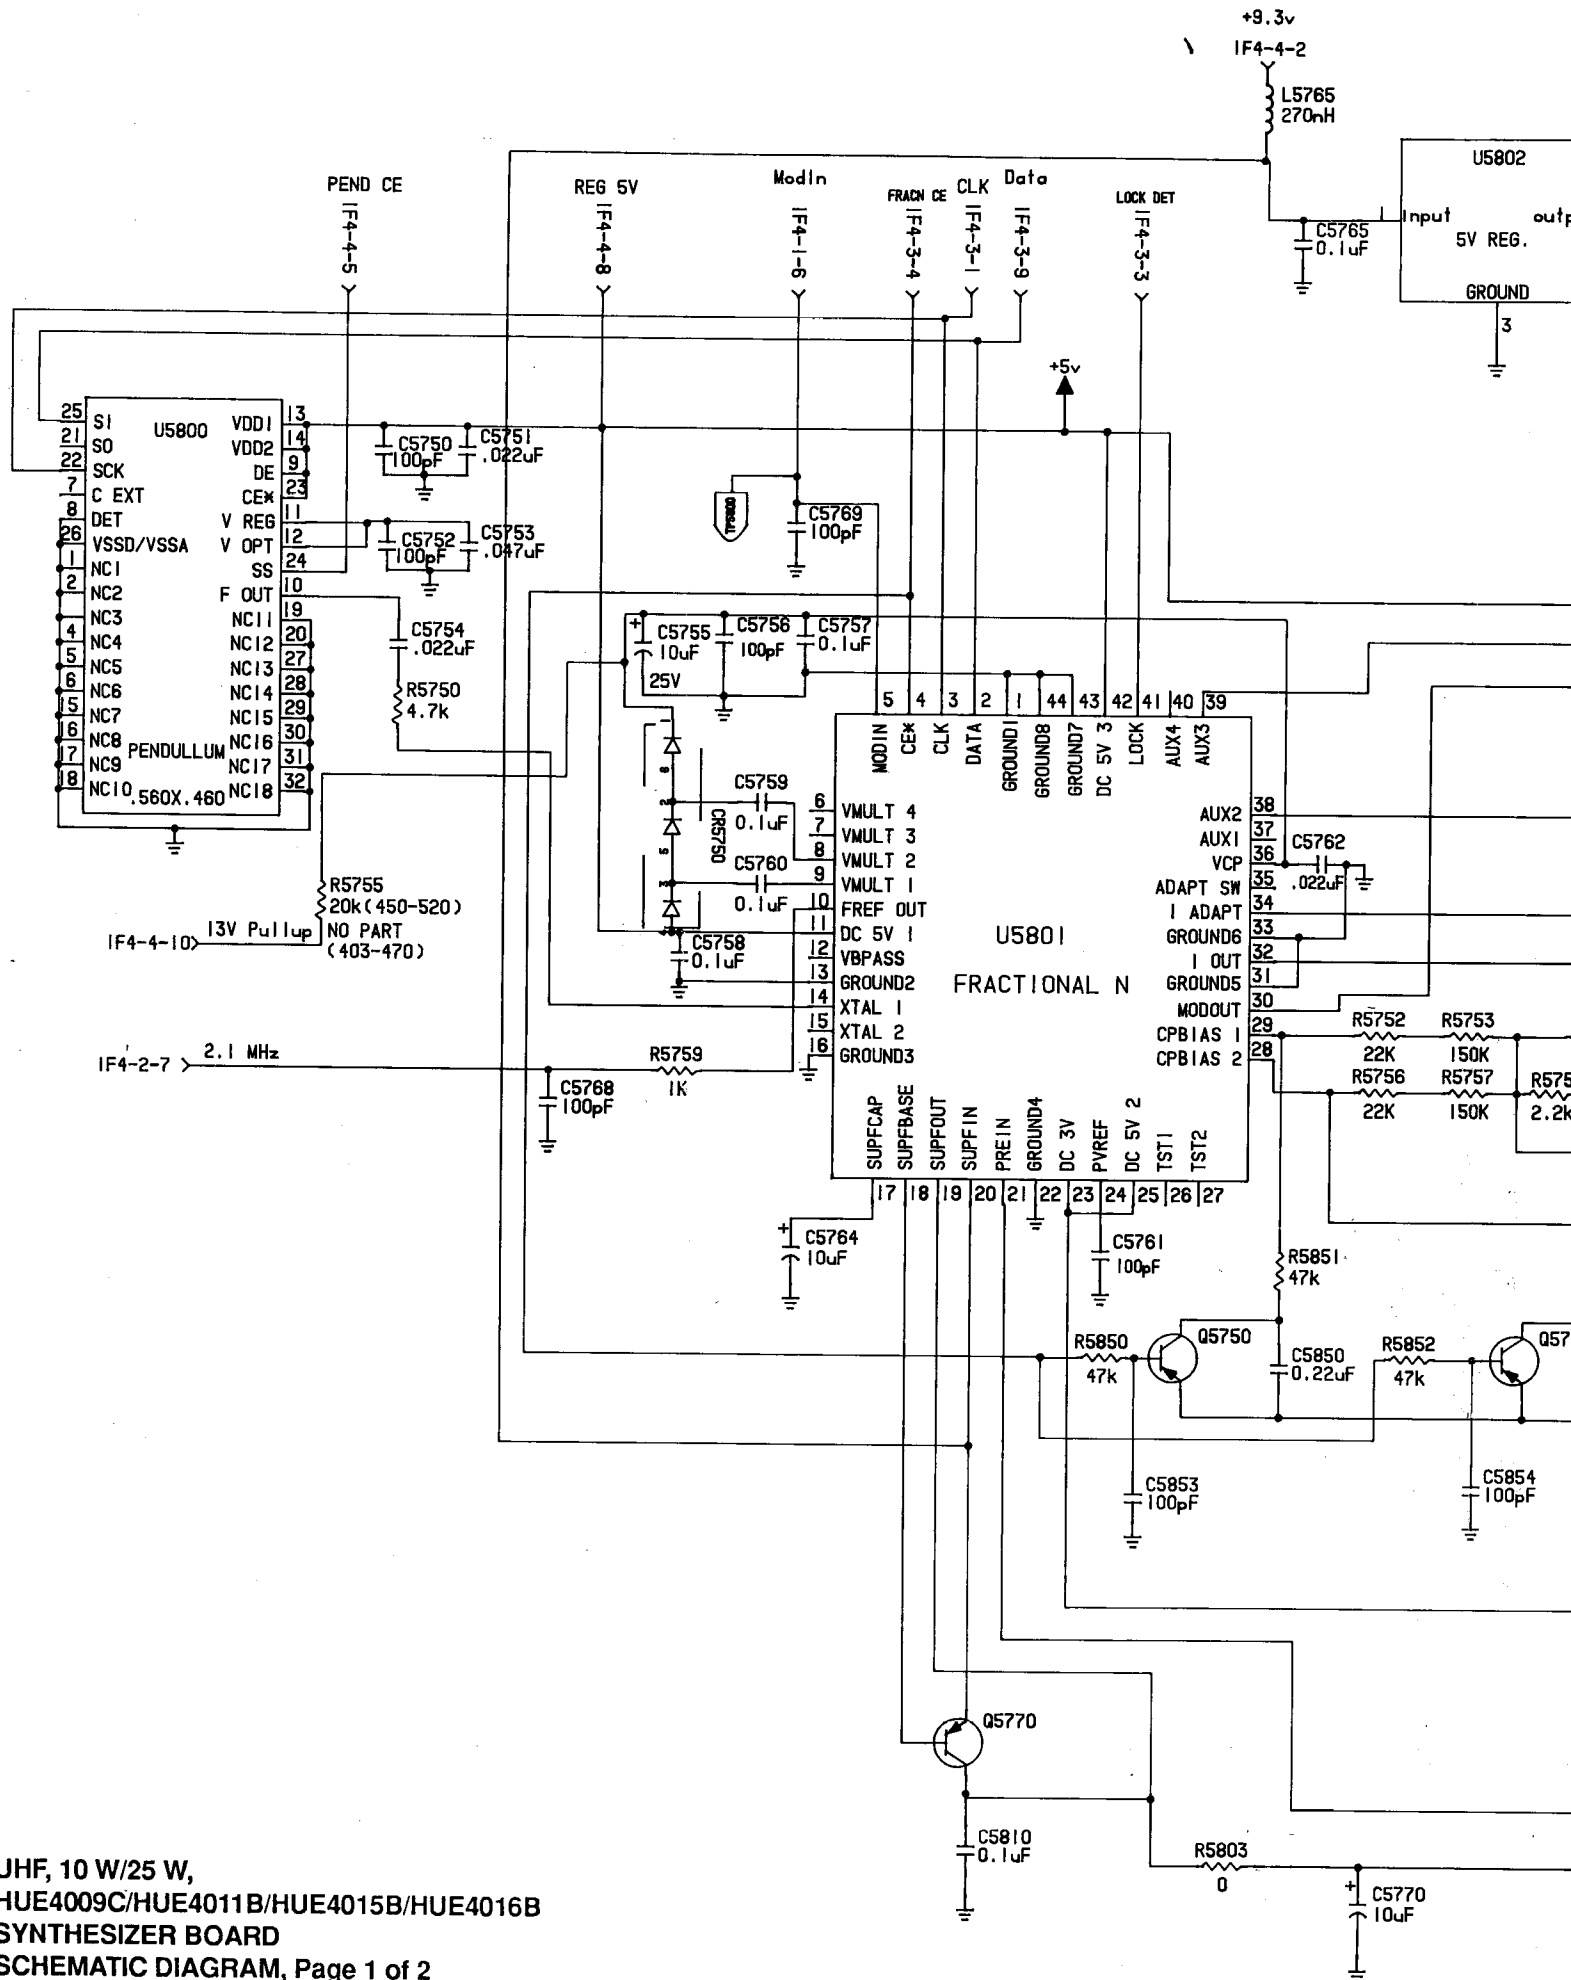 +9.3v
IF4-4-2
L5765
270nH
U5802
Input
outp
5V REG.
GROUND
1
3
C5765
0.1uF
PEND CE
IF4-4-5
REG 5V
IF4-4-8
ModIn
IF4-1-6
FRACN CE
IF4-3-4
CLK
IF4-3-1
Data
IF4-3-9
LOCK DET
IF4-3-3
+5v
U5800
25 SI
21 SO
22 SCK
7 C EXT
8 DET
26 VSSD/VSSA
1 NC1
2 NC2
NC3
4 NC4
5 NC5
6 NC6
15 NC7
16 NC8
17 NC9
18 NC10
VDD1 13
VDD2 14
DE 9
CE* 23
V REG 11
V OPT 12
SS 24
F OUT 10
NC11 19
NC12 20
NC13 27
NC14 28
NC15 29
NC16 30
NC17 31
NC18 32
PENDULLUM
.560X.460
C5750
100pF
C5751
.022uF
C5752
100pF
C5753
.047uF
C5754
.022uF
R5750
4.7k
TP5800
C5769
100pF
C5755
10uF
25V
C5756
100pF
C5757
0.1uF
CR5750
1
6
2
5
3
4
C5759
0.1uF
C5760
0.1uF
C5758
0.1uF
R5755
20k(450-520)
NO PART
(403-470)
IF4-4-10
13V Pullup
IF4-2-7
2.1 MHz
C5768
100pF
R5759
1K
5 4 3 2 1 44 43 42 41 40 39
MODIN
CE*
CLK
DATA
GROUND1
GROUND8
GROUND7
DC 5V 3
LOCK
AUX4
AUX3
6 VMULT 4
7 VMULT 3
8 VMULT 2
9 VMULT 1
10 FREF OUT
11 DC 5V 1
12 VBPASS
13 GROUND2
14 XTAL 1
15 XTAL 2
16 GROUND3
U5801
FRACTIONAL N
AUX2 38
AUX1 37
VCP 36
ADAPT SW 35
I ADAPT 34
GROUND6 33
I OUT 32
GROUND5 31
MODOUT 30
CPBIAS 1 29
CPBIAS 2 28
SUPFCAP
SUPFBASE
SUPFOUT
SUPFIN
PREIN
GROUND4
DC 3V
PVREF
DC 5V 2
TST1
TST2
17 18 19 20 21 22 23 24 25 26 27
C5762
.022uF
R5752
22K
R5753
150K
R5756
22K
R5757
150K
R575
2.2k
C5764
10uF
C5761
100pF
R5851
47k
R5850
47k
Q5750
C5850
0.22uF
R5852
47k
Q57
C5853
100pF
C5854
100pF
Q5770
C5810
0.1uF
R5803
0
C5770
10uF
UHF, 10 W/25 W,
HUE4009C/HUE4011B/HUE4015B/HUE4016B
SYNTHESIZER BOARD
SCHEMATIC DIAGRAM, Page 1 of 2